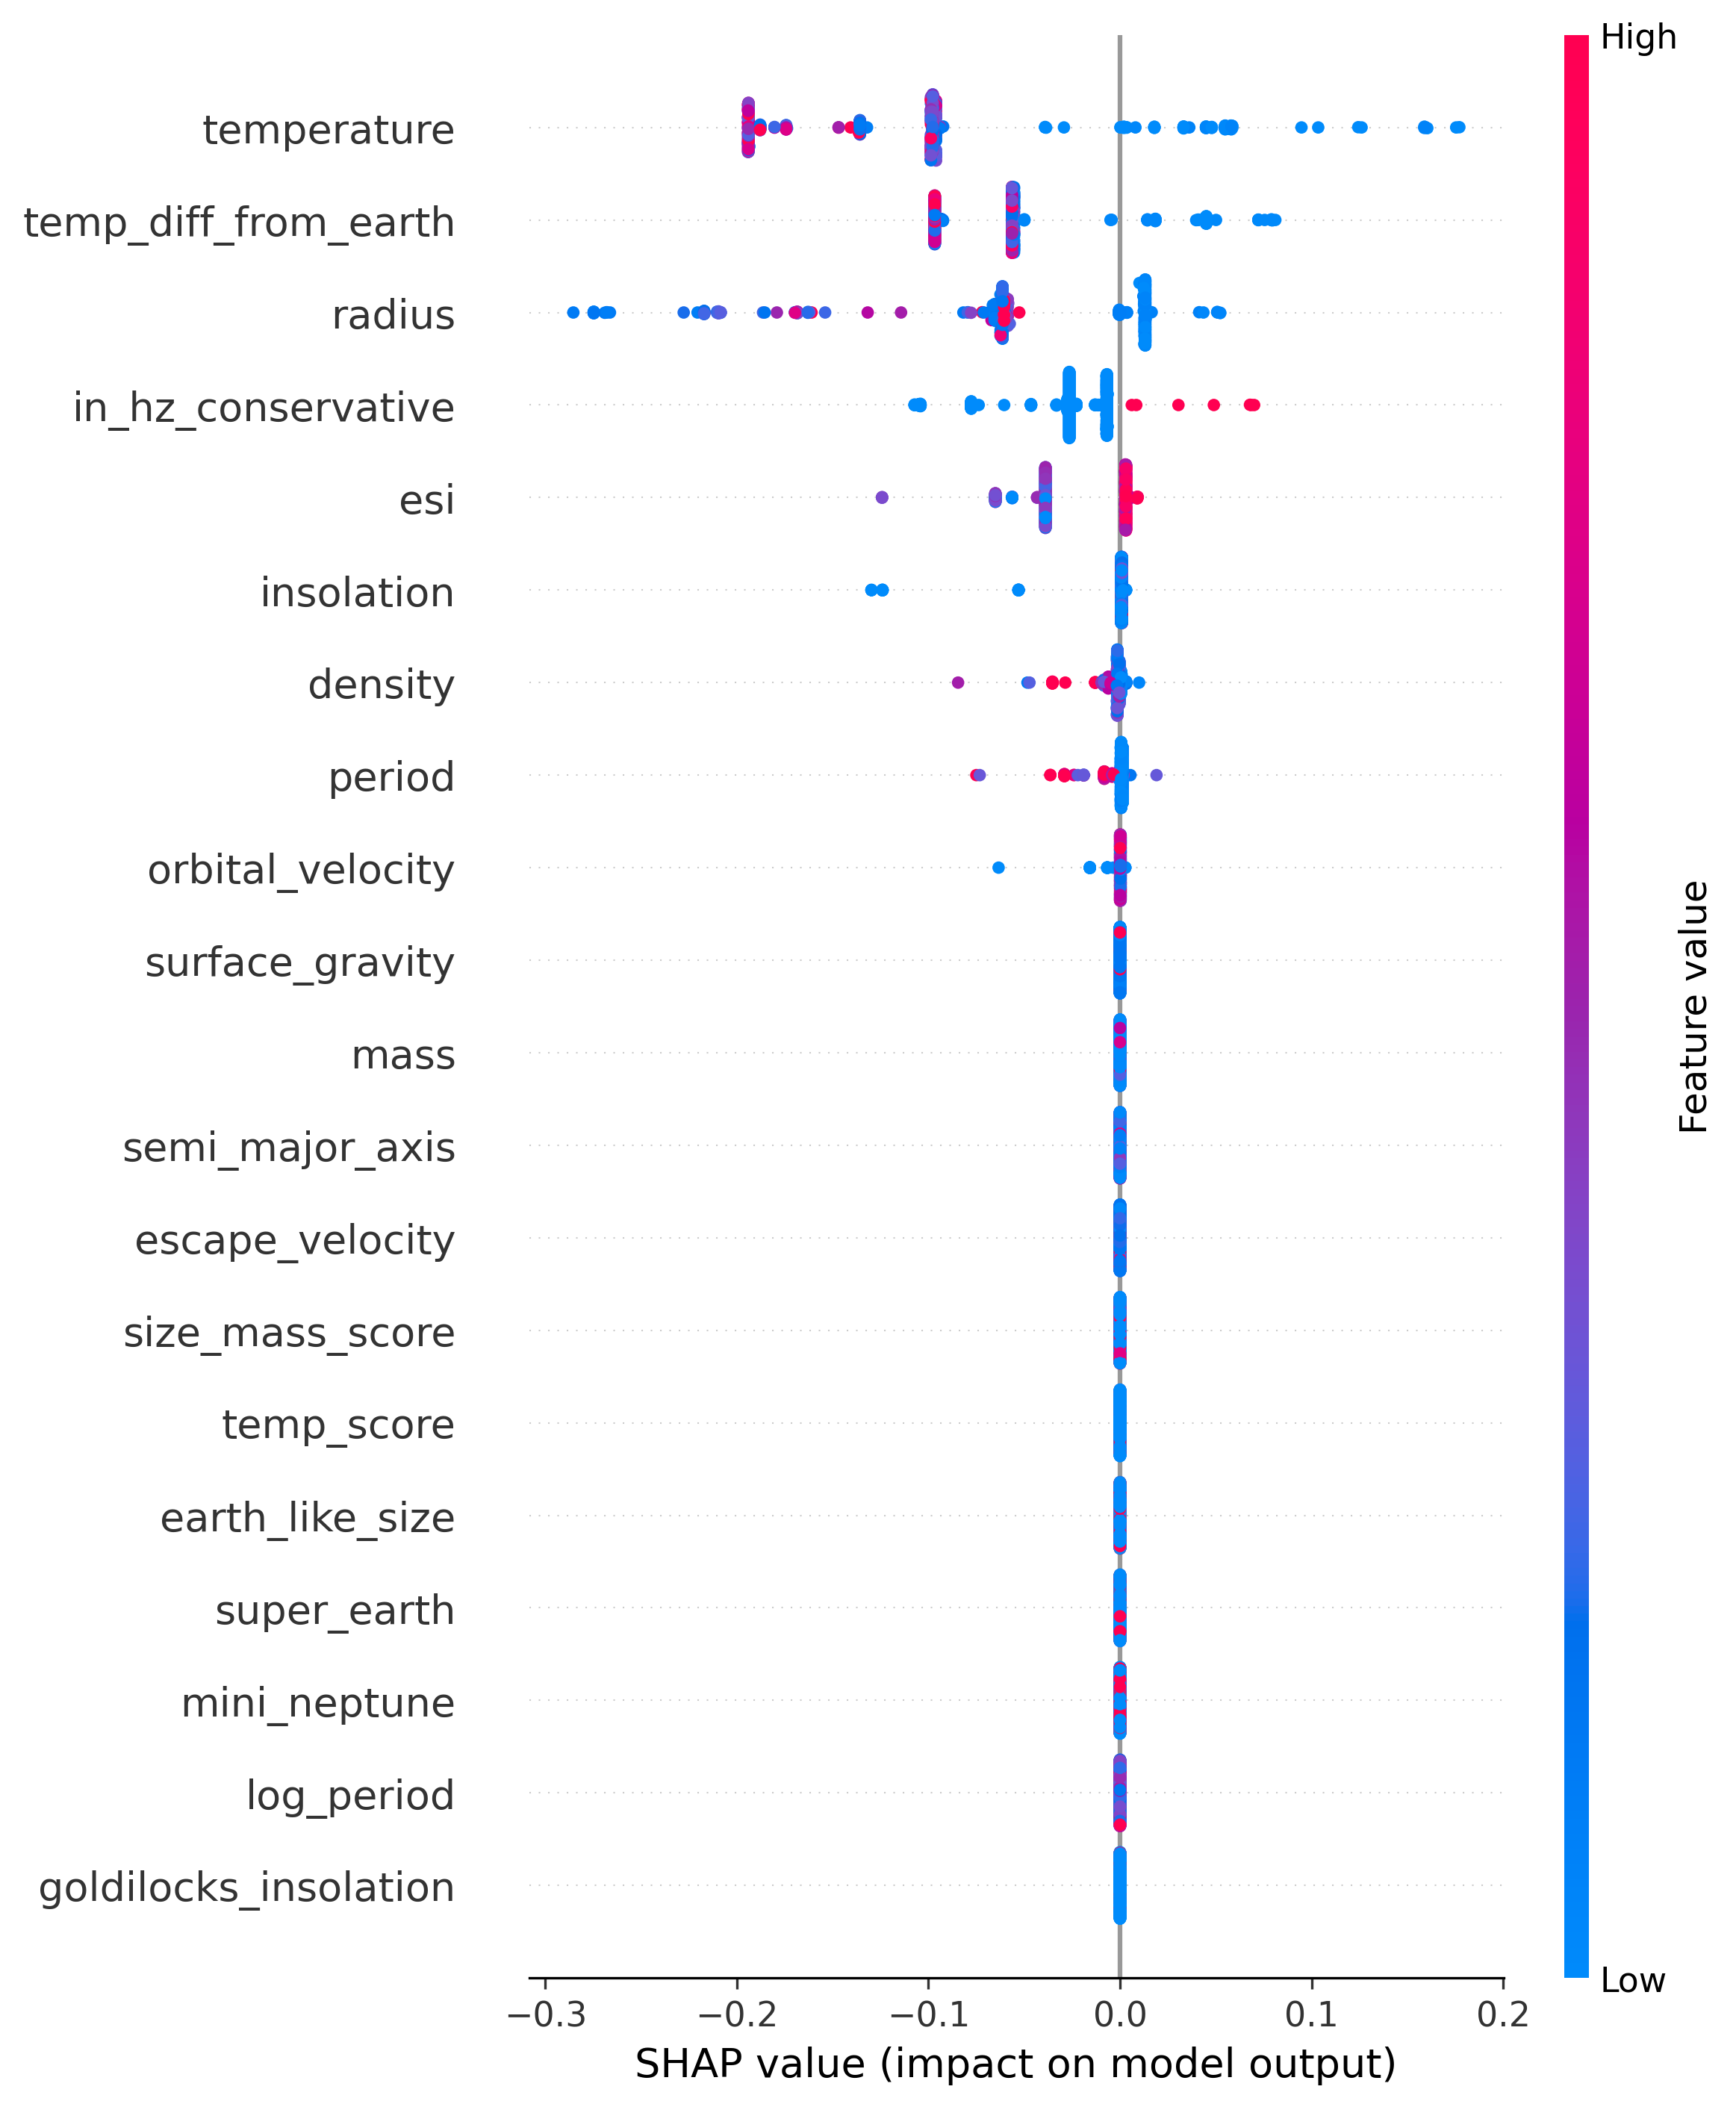 High
temperature
temp_diff_from_earth
radius
in_hz_conservative
esi
insolation
density
period
orbital_velocity
surface_gravity
mass
semi_major_axis
escape_velocity
size_mass_score
temp_score
earth_like_size
super_earth
mini_neptune
log_period
goldilocks_insolation
Feature value
Low
−0.3 −0.2 −0.1 0.0 0.1 0.2
SHAP value (impact on model output)